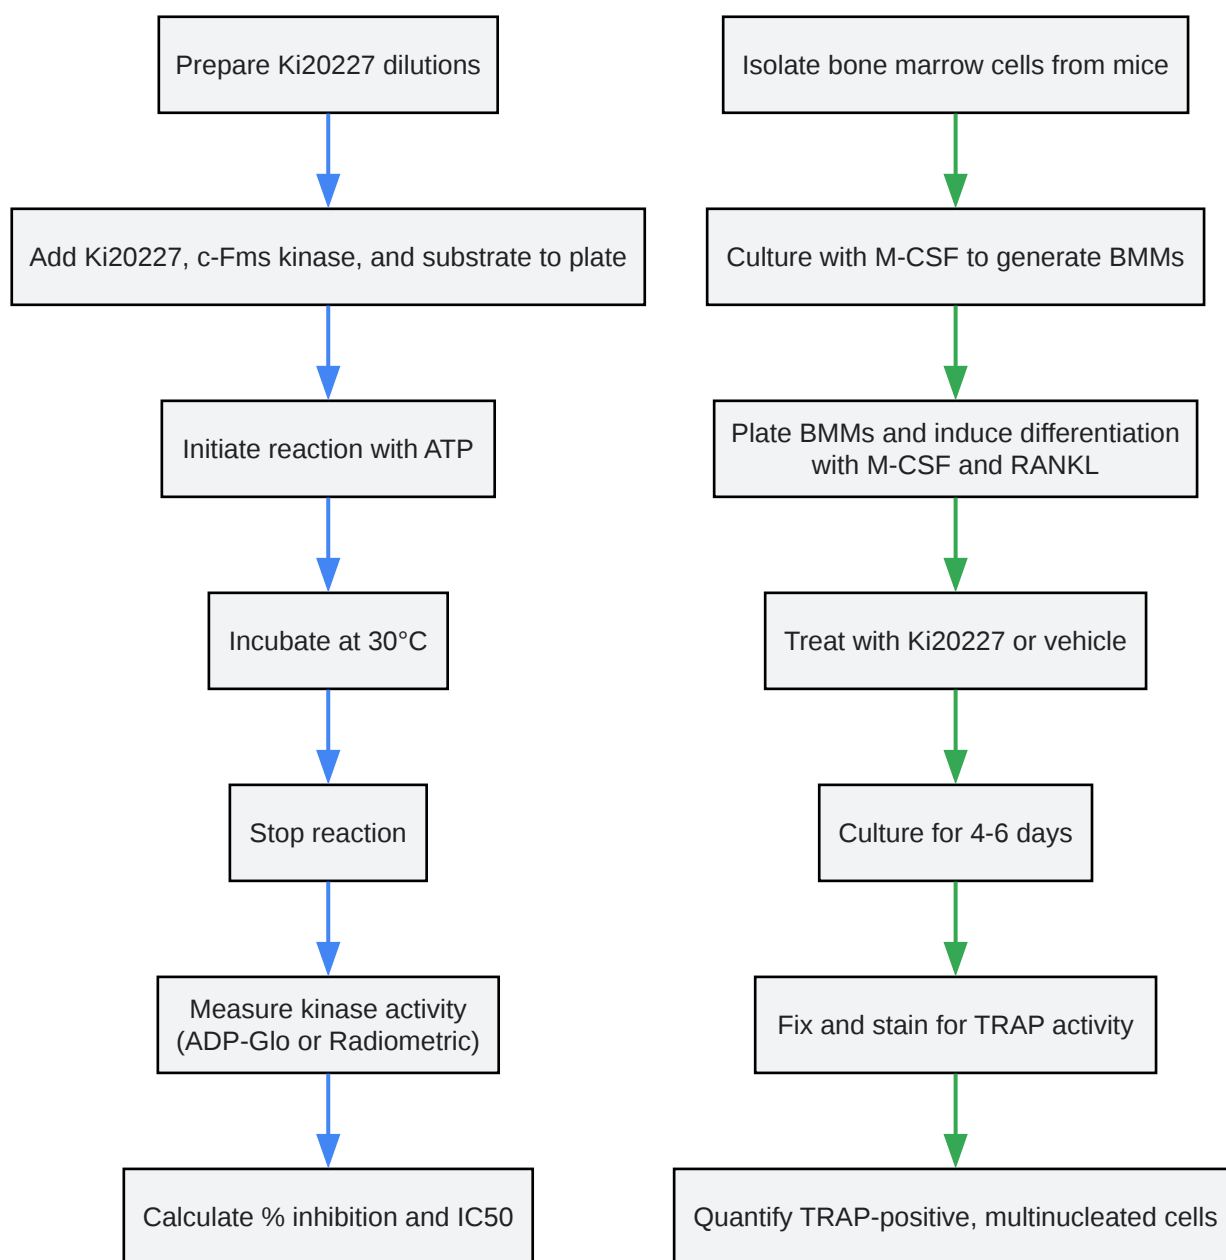 Prepare Ki20227 dilutions
Add Ki20227, c-Fms kinase, and substrate to plate
Initiate reaction with ATP
Incubate at 30°C
Stop reaction
Measure kinase activity
(ADP-Glo or Radiometric)
Calculate % inhibition and IC50
Isolate bone marrow cells from mice
Culture with M-CSF to generate BMMs
Plate BMMs and induce differentiation
with M-CSF and RANKL
Treat with Ki20227 or vehicle
Culture for 4-6 days
Fix and stain for TRAP activity
Quantify TRAP-positive, multinucleated cells